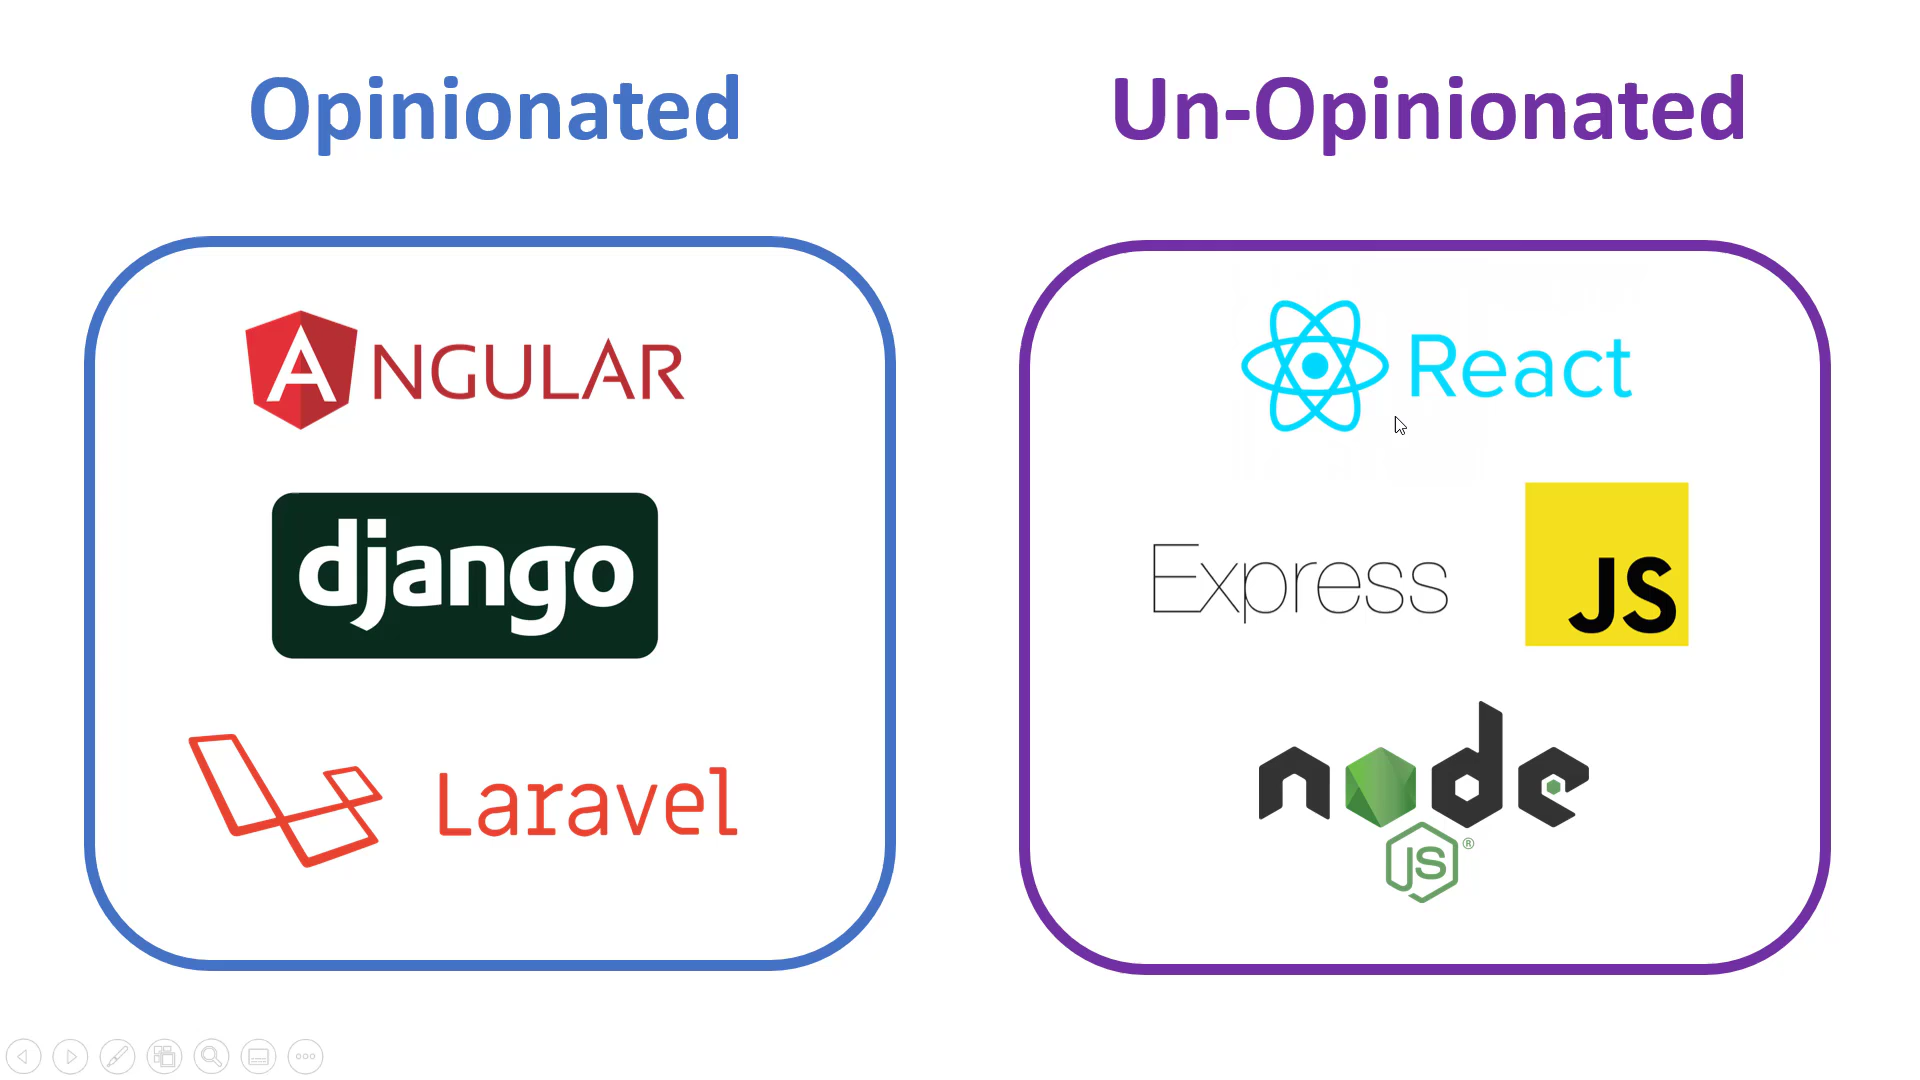 Opinionated
Un-Opinionated
ANGULAR
django
Laravel
React
Express
JS
node
JS®